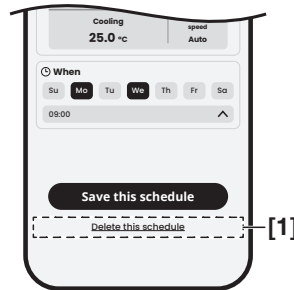 Cooling
25.0 °C
speed
Auto
When
Su Mo Tu We Th Fr Sa
09:00
Save this schedule
Delete this schedule
[1]